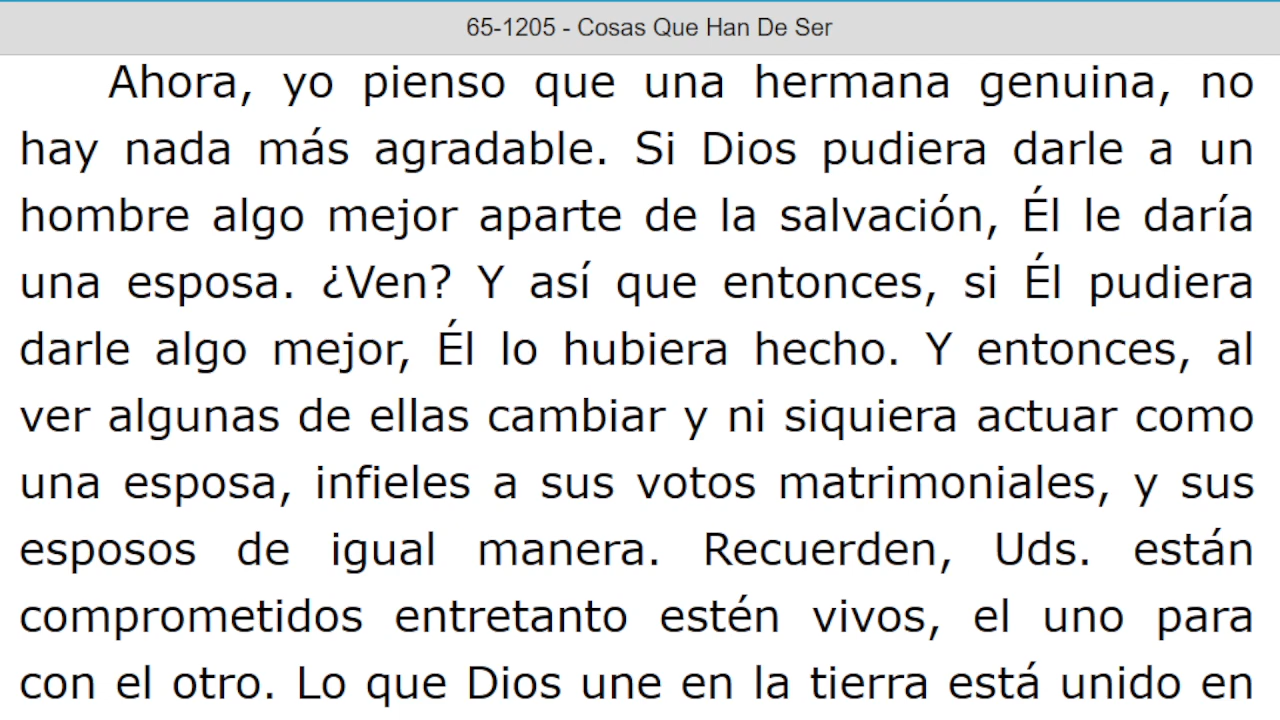 65-1205 - Cosas Que Han De Ser
Ahora, yo pienso que una hermana genuina, no
hay nada más agradable. Si Dios pudiera darle a un
hombre algo mejor aparte de la salvación, Él le daría
una esposa. ¿Ven? Y así que entonces, si Él pudiera
darle algo mejor, Él lo hubiera hecho. Y entonces, al
ver algunas de ellas cambiar y ni siquiera actuar como
una esposa, infieles a sus votos matrimoniales, y sus
esposos de igual manera. Recuerden, Uds. están
comprometidos entretanto estén vivos, el uno para
con el otro. Lo que Dios une en la tierra está unido en